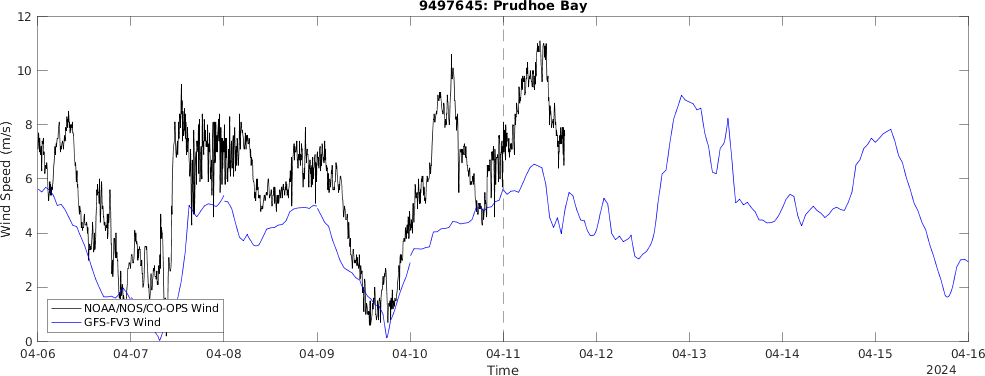 9497645: Prudhoe Bay
12
10
8
6
4
2
0
Wind Speed (m/s)
NOAA/NOS/CO-OPS Wind
GFS-FV3 Wind
04-06 04-07 04-08 04-09 04-10 04-11 04-12 04-13 04-14 04-15 04-16
Time
2024